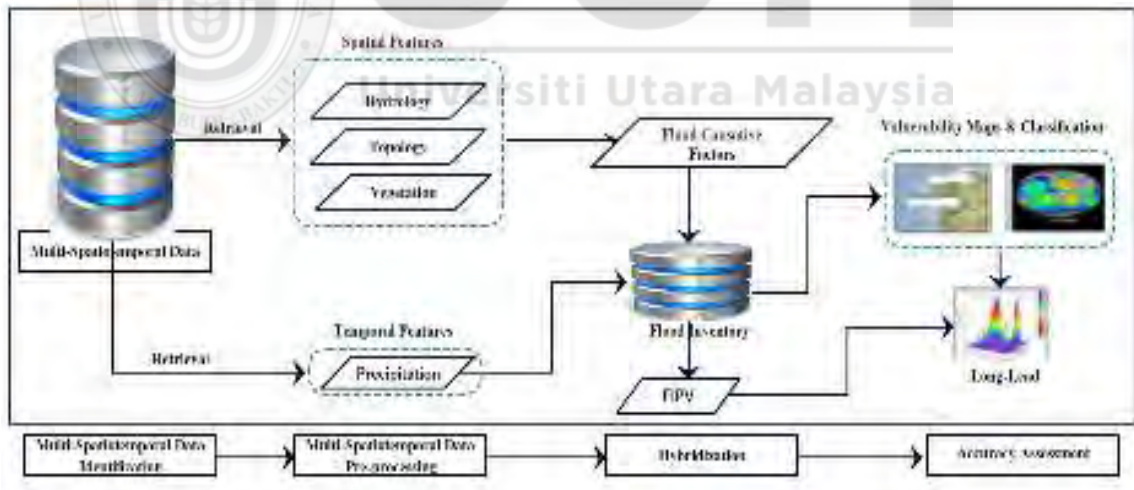 Universiti Utara Malaysia
Spatial Features
Hydrology
Retrieval
Topology
Vegetation
Flood Causative
Factors
Vulnerability Maps & Classification
Multi-Spatiotemporal Data
Temporal Features
Retrieval
Precipitation
Flood Inventory
Long-Lead
Multi-Spatiotemporal Data
Identification
Multi-Spatiotemporal Data
Pre-processing
Hybridization
Accuracy Assessment